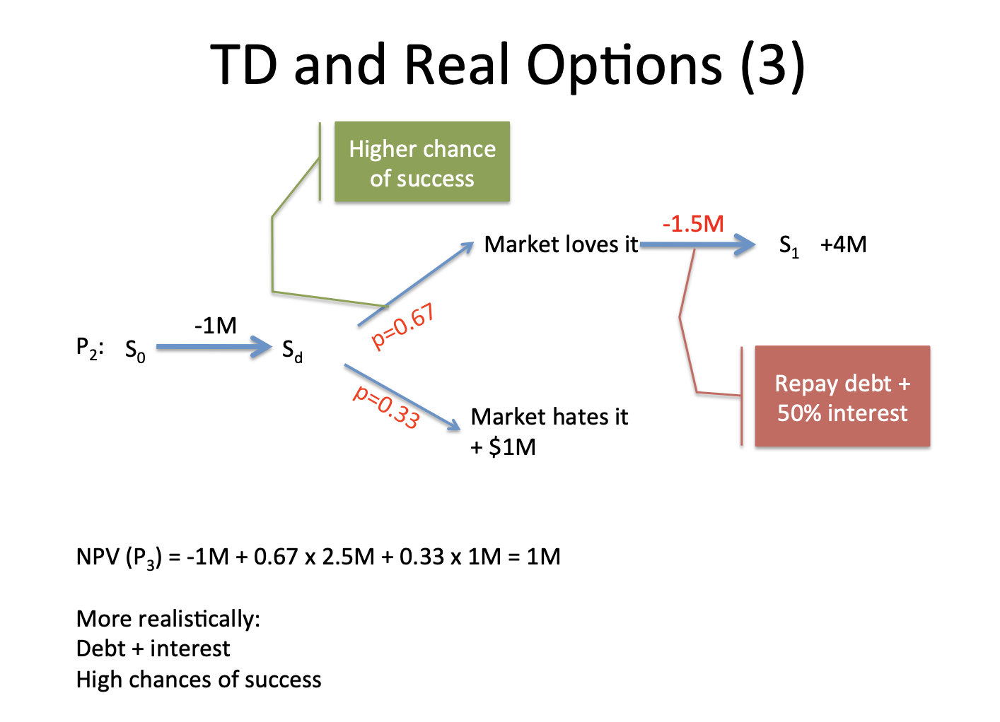 TD and Real Options (3)
Higher chance
of success
-1.5M
Market loves it
S1 +4M
p=0.67
-1M
P2: S0
Sd
p=0.33
Market hates it
+ $1M
Repay debt +
50% interest
NPV (P3) = -1M + 0.67 x 2.5M + 0.33 x 1M = 1M
More realistically:
Debt + interest
High chances of success